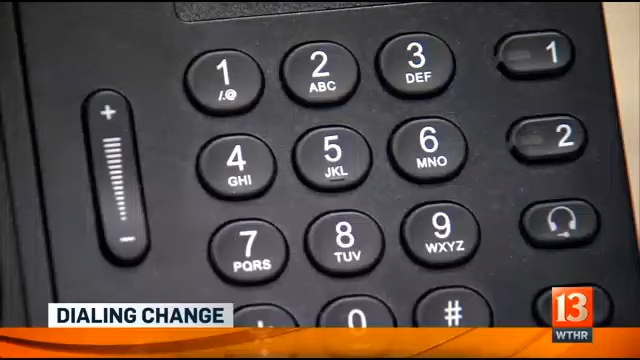 1 2 3 1
/.@ ABC DEF
4 5 6 2
GHI JKL MNO
7 8 9
PQRS TUV WXYZ
0 #
+
–
DIALING CHANGE
13
WTHR